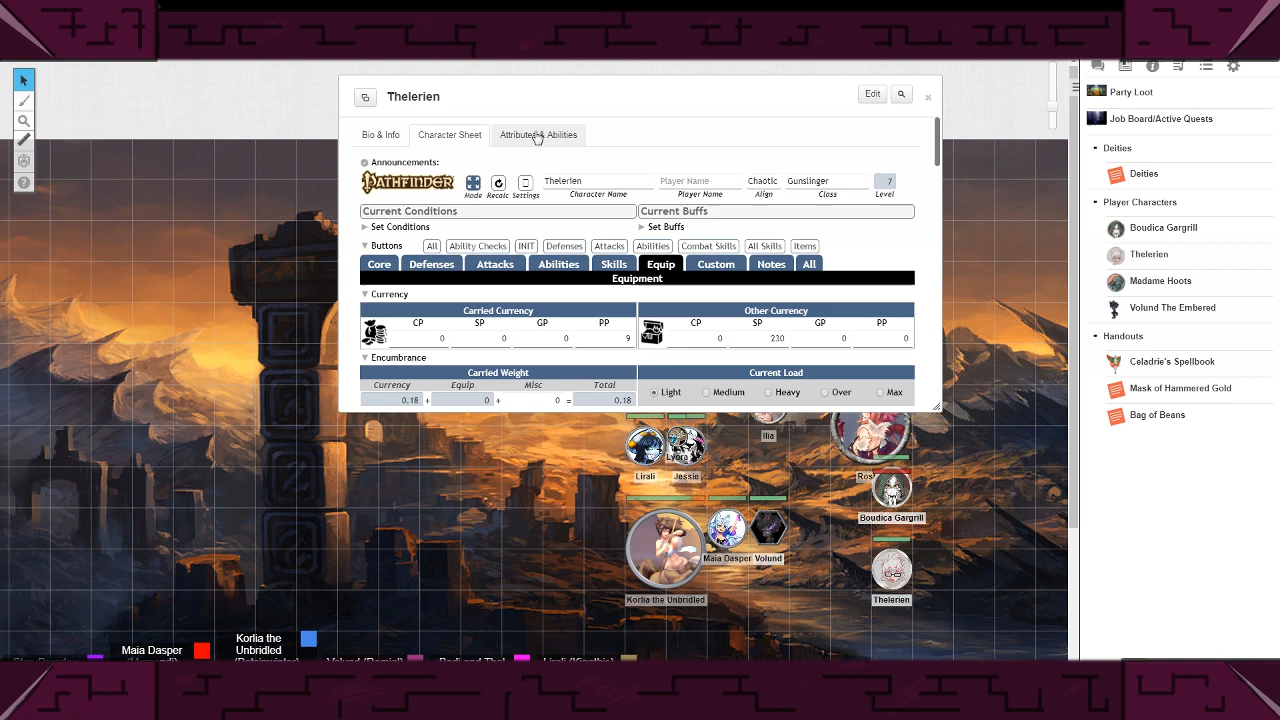 Thelerien
Edit
Bio & Info
Character Sheet
Attributes & Abilities
Announcements:
PATHFINDER
Mode
Recalc
Settings
Thelerien
Character Name
Player Name
Player Name
Chaotic
Align
Gunslinger
Class
7
Level
Current Conditions
Current Buffs
Set Conditions
Set Buffs
Buttons
All
Ability Checks
INIT
Defenses
Attacks
Abilities
Combat Skills
All Skills
Items
Core
Defenses
Attacks
Abilities
Skills
Equip
Custom
Notes
All
Equipment
Currency
Carried Currency
Other Currency
CP SP GP PP
CP SP GP PP
0 0 0 9
0 230 0 0
Encumbrance
Carried Weight
Current Load
Currency Equip Misc Total
0.18 + 0 + 0 = 0.18
Light Medium Heavy Over Max
Ilia
Lyora
Lirali
Jessie
Ros
Boudica Gargrill
Maia Dasper
Volund
Korlia the Unbridled
Thelerien
Maia Dasper
Korlia the
Unbridled
Party Loot
Job Board/Active Quests
Deities
Deities
Player Characters
Boudica Gargrill
Thelerien
Madame Hoots
Volund The Embered
Handouts
Celadrie's Spellbook
Mask of Hammered Gold
Bag of Beans